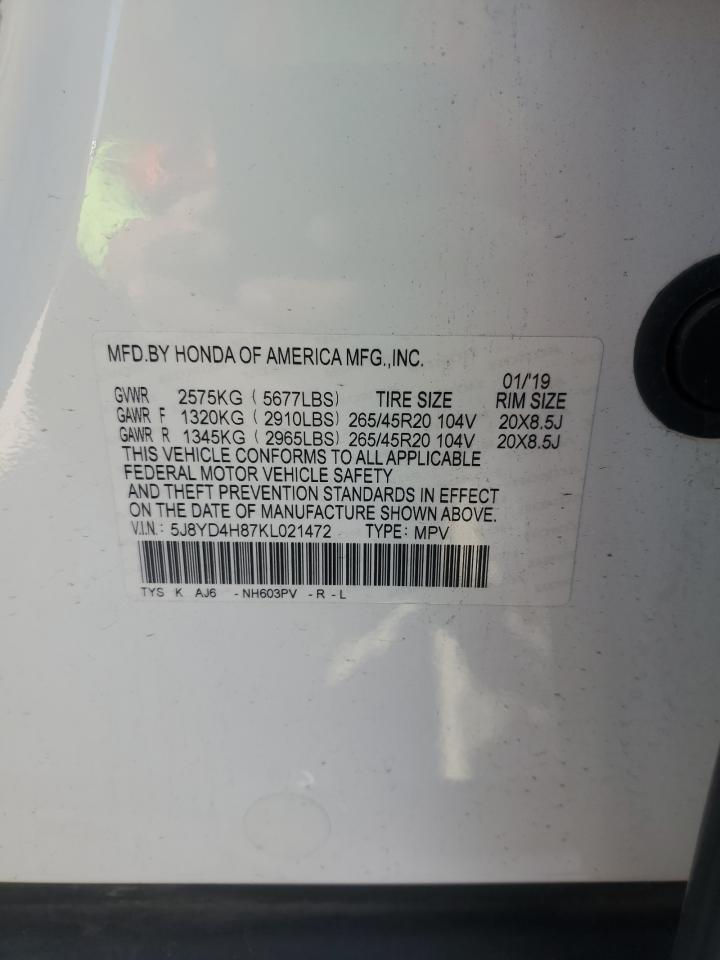 MFD.BY HONDA OF AMERICA MFG.,INC.
01/'19
GVWR 2575KG ( 5677LBS) TIRE SIZE RIM SIZE
GAWR F 1320KG ( 2910LBS) 265/45R20 104V 20X8.5J
GAWR R 1345KG ( 2965LBS) 265/45R20 104V 20X8.5J
THIS VEHICLE CONFORMS TO ALL APPLICABLE
FEDERAL MOTOR VEHICLE SAFETY
AND THEFT PREVENTION STANDARDS IN EFFECT
ON THE DATE OF MANUFACTURE SHOWN ABOVE.
V.I.N.: 5J8YD4H87KL021472 TYPE: MPV
TYS K AJ6 -NH603PV -R -L